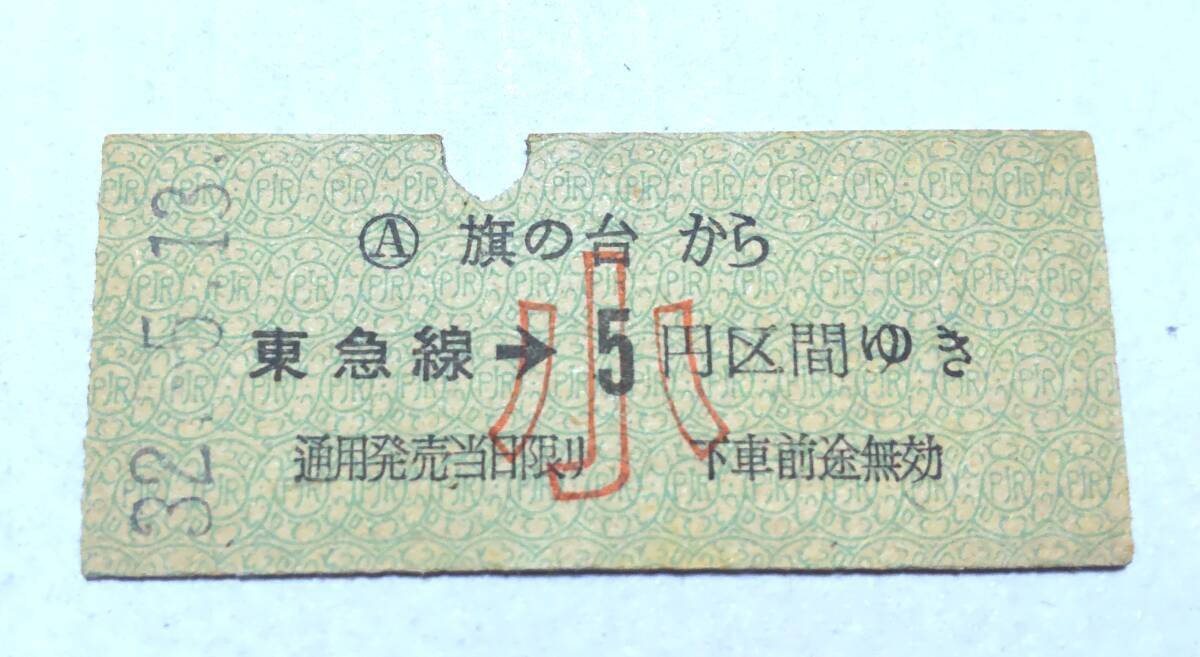 32.-5.13.
Ⓐ 旗の台 から
東急線→5円区間ゆき
小
通用発売当日限り 下車前途無効
PJR